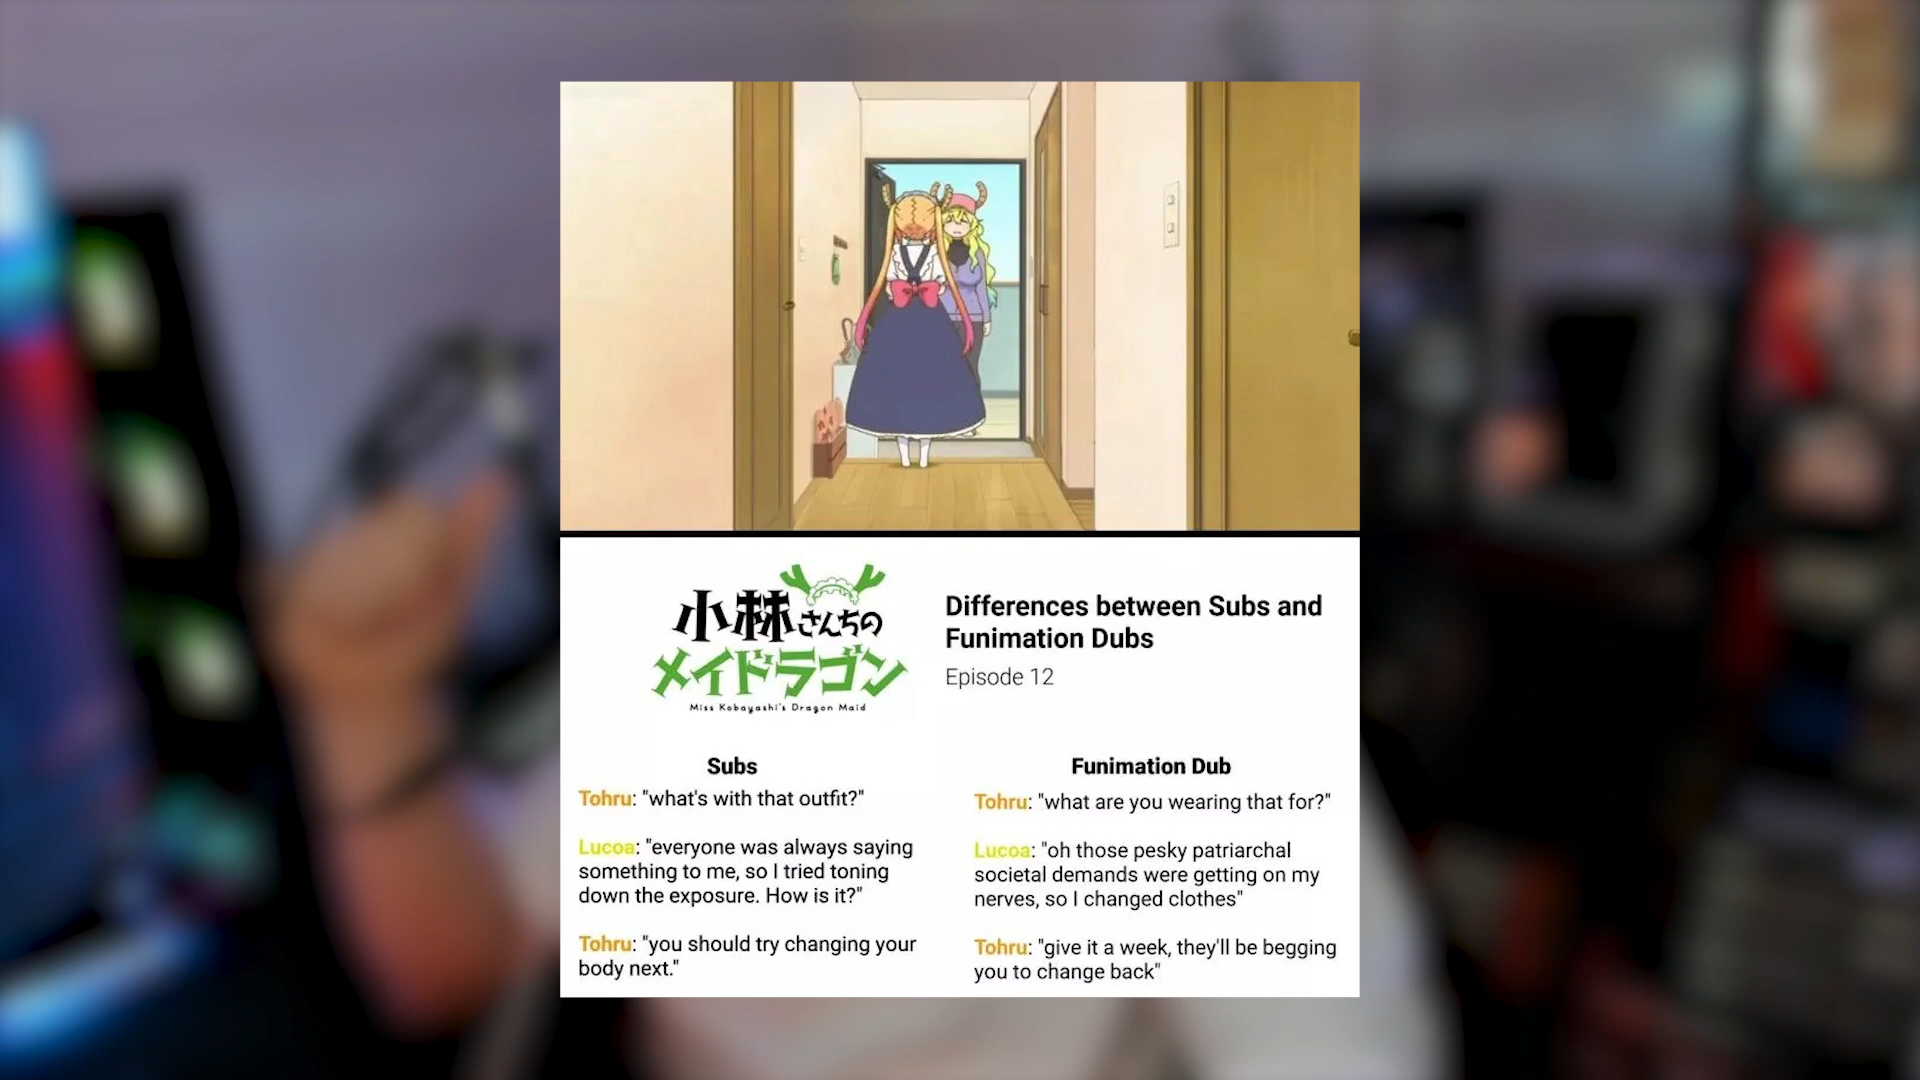 小林さんちの
メイドラゴン
Miss Kobayashi's Dragon Maid
Differences between Subs and
Funimation Dubs
Episode 12
Subs
Tohru: "what's with that outfit?"
Lucoa: "everyone was always saying
something to me, so I tried toning
down the exposure. How is it?"
Tohru: "you should try changing your
body next."
Funimation Dub
Tohru: "what are you wearing that for?"
Lucoa: "oh those pesky patriarchal
societal demands were getting on my
nerves, so I changed clothes"
Tohru: "give it a week, they'll be begging
you to change back"